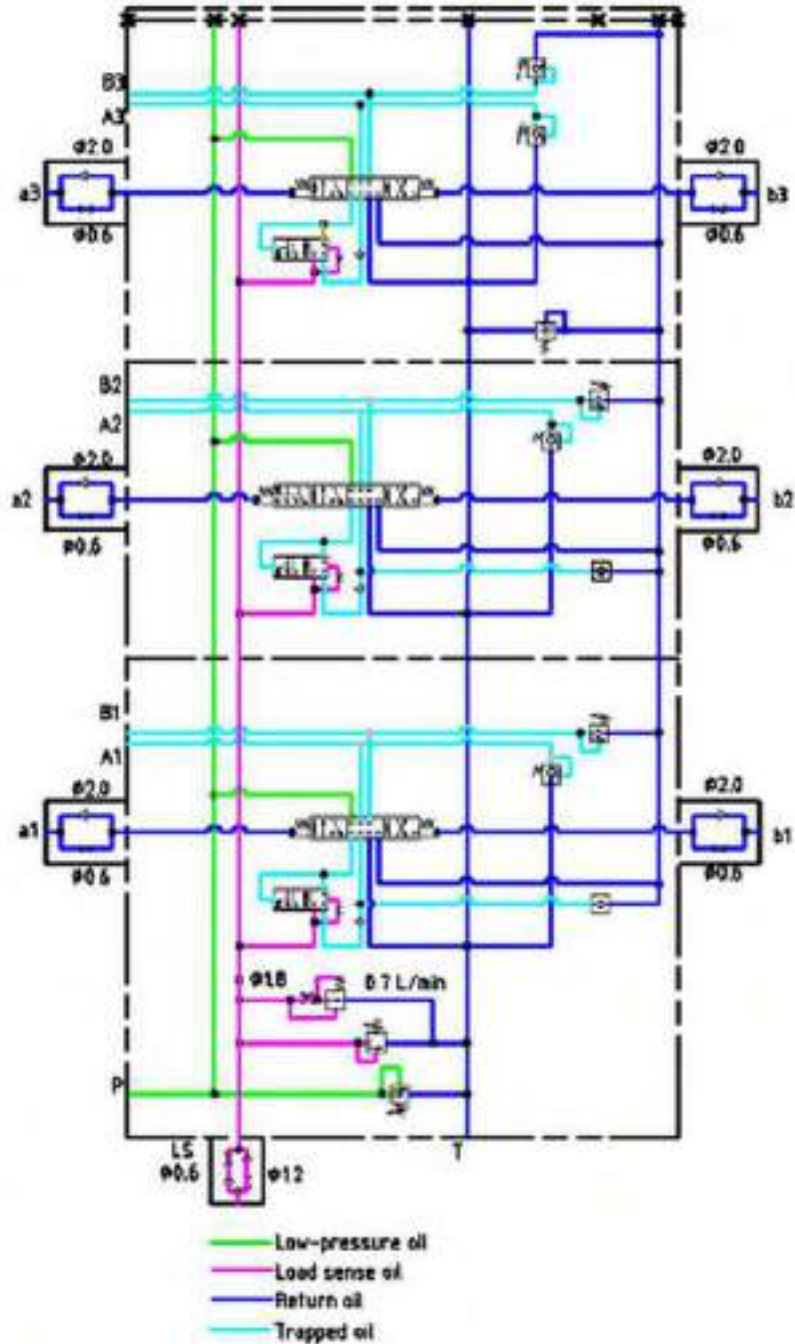 B3
A3
φ2.0 φ2.0
a3 b3
φ0.6 φ0.6
B2
A2
φ2.0 φ2.0
a2 b2
φ0.6 φ0.6
B1
A1
φ2.0 φ2.0
a1 b1
φ0.6 φ0.6
φ1.8 0.7 L/min
P
LS T
φ0.6 φ1.2
Low-pressure oil
Load sense oil
Return oil
Trapped oil